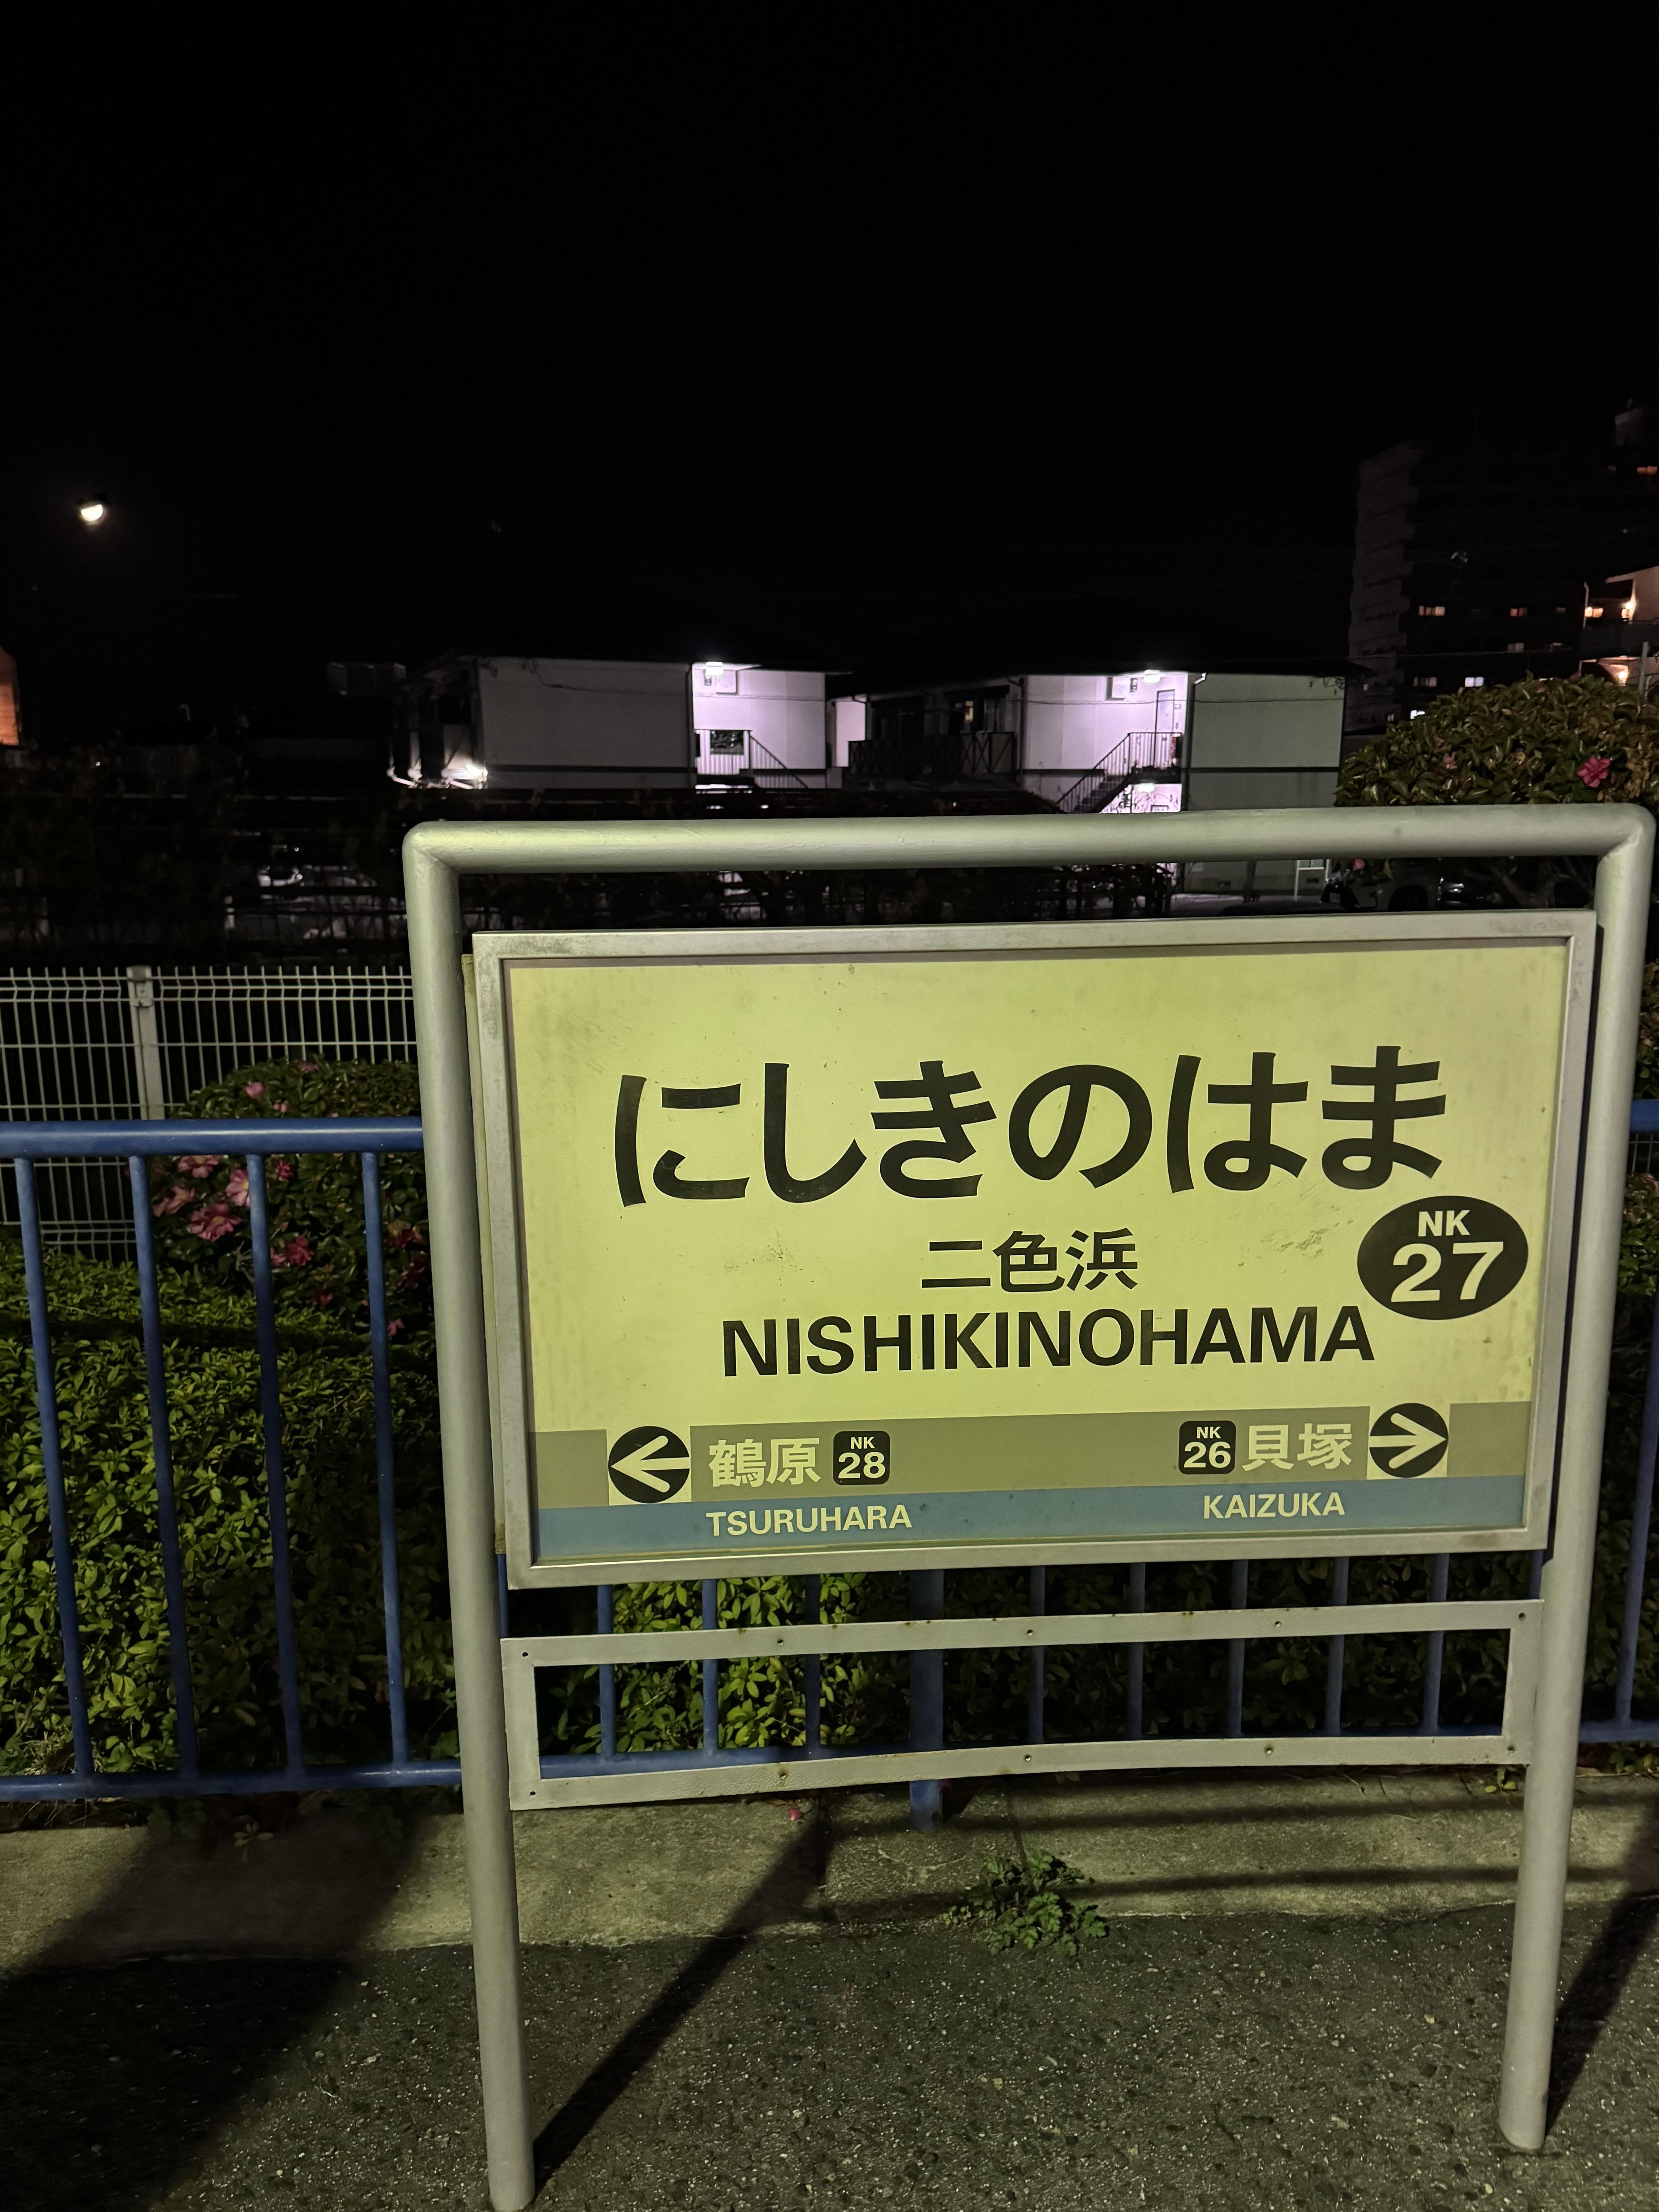 にしきのはま
二色浜
NK
27
NISHIKINOHAMA
← 鶴原 NK 28
NK 26 貝塚 →
TSURUHARA
KAIZUKA